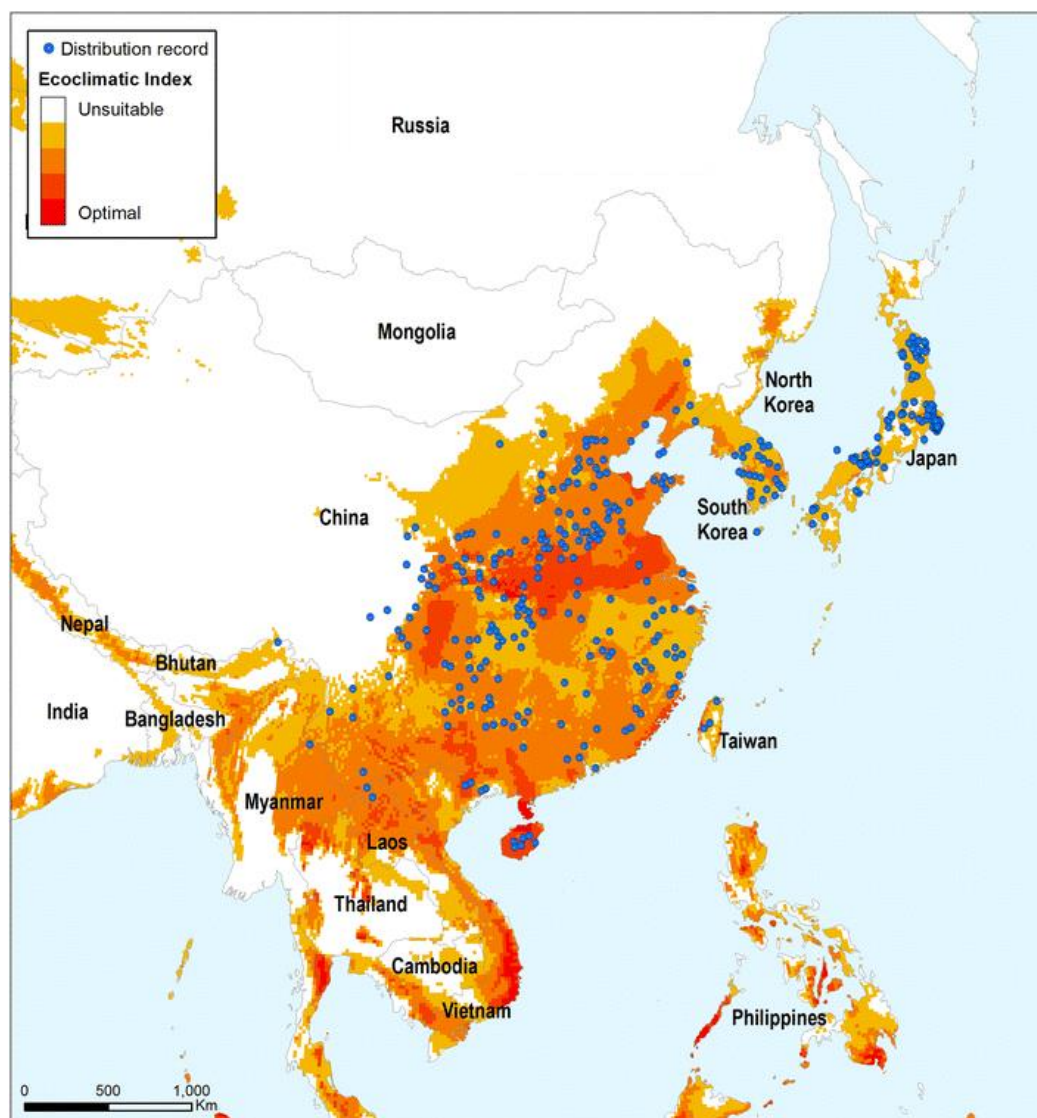 Distribution record
Ecoclimatic Index
Unsuitable
Optimal
Russia
Mongolia
North
Korea
Japan
South
Korea
China
Nepal
Bhutan
India
Bangladesh
Taiwan
Myanmar
Laos
Thailand
Cambodia
Vietnam
Philippines
0 500 1,000
Km